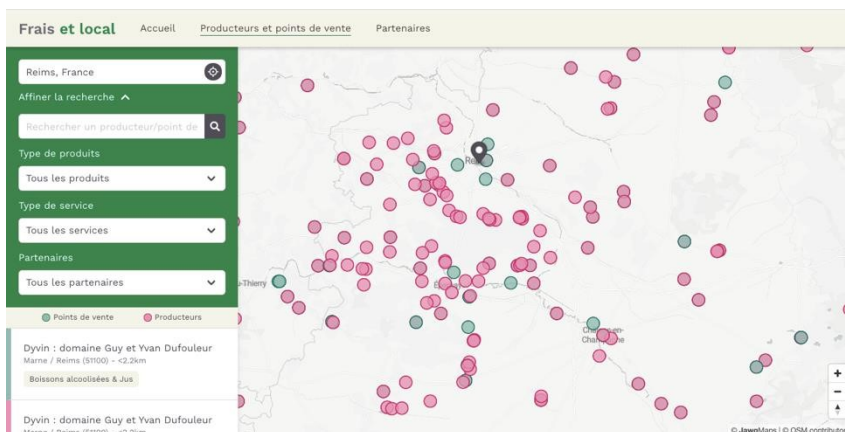 Frais et local
Accueil
Producteurs et points de vente
Partenaires
Reims, France
Affiner la recherche
Rechercher un producteur/point de
Type de produits
Tous les produits
Type de service
Tous les services
Partenaires
Tous les partenaires
Points de vente
Producteurs
Dyvin : domaine Guy et Yvan Dufouleur
Marne / Reims (51100) - <2.2km
Boissons alcoolisées & Jus
Dyvin : domaine Guy et Yvan Dufouleur
-Thierry
+
−
© JawgMaps | © OSM contributors